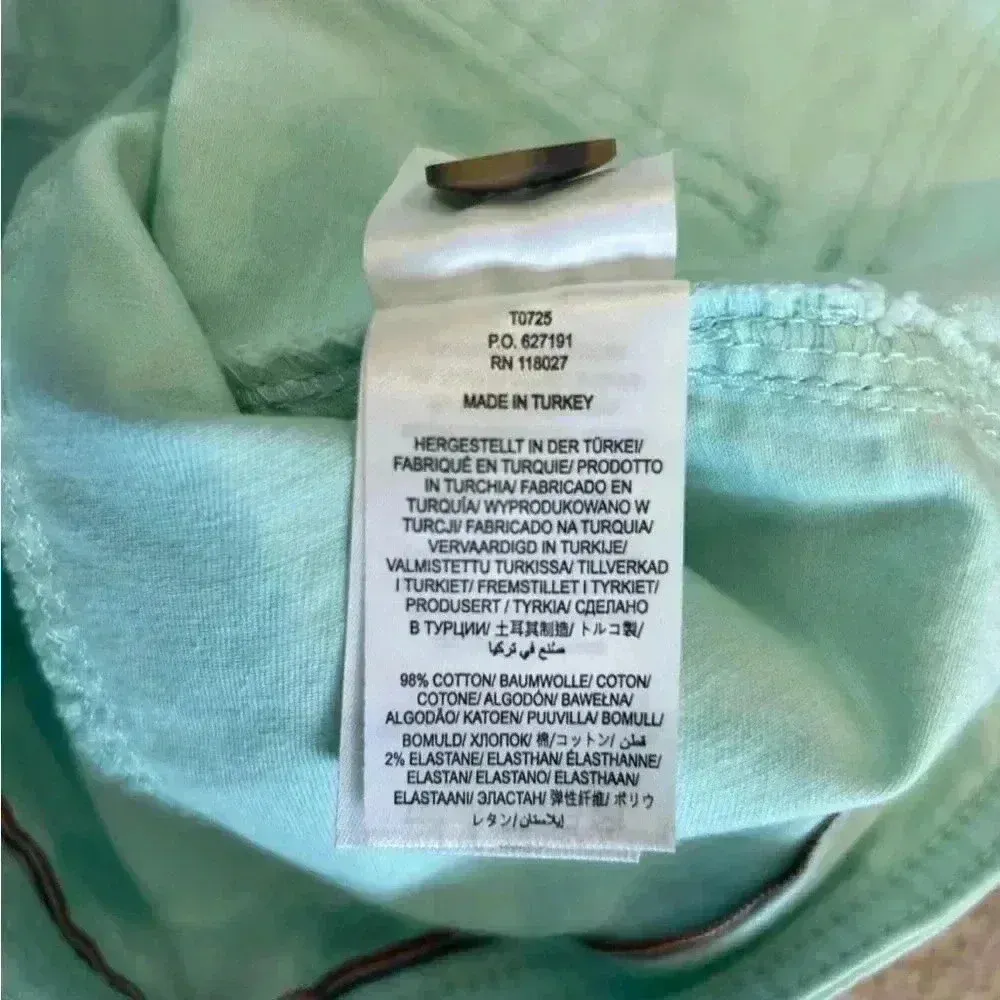 T0725
P.O. 627191
RN 118027
MADE IN TURKEY
HERGESTELLT IN DER TÜRKEI/
FABRIQUÉ EN TURQUIE/ PRODOTTO
IN TURCHIA/ FABRICADO EN
TURQUÍA/ WYPRODUKOWANO W
TURCJI/ FABRICADO NA TURQUIA/
VERVAARDIGD IN TURKIJE/
VALMISTETTU TURKISSA/ TILLVERKAD
I TURKIET/ FREMSTILLET I TYRKIET/
PRODUSERT / TYRKIA/ СДЕЛАНО
В ТУРЦИИ/ 土耳其制造/ トルコ製/
صنع في تركيا
98% COTTON/ BAUMWOLLE/ COTON/
COTONE/ ALGODÓN/ BAWEŁNA/
ALGODÃO/ KATOEN/ PUUVILLA/ BOMULL/
BOMULD/ ХЛОПОК/ 棉/コットン/ قطن
2% ELASTANE/ ELASTHAN/ ÉLASTHANNE/
ELASTAN/ ELASTANO/ ELASTHAAN/
ELASTAANI/ ЭЛАСТАН/ 弹性纤维/ ポリウ
レタン/إيلاستان